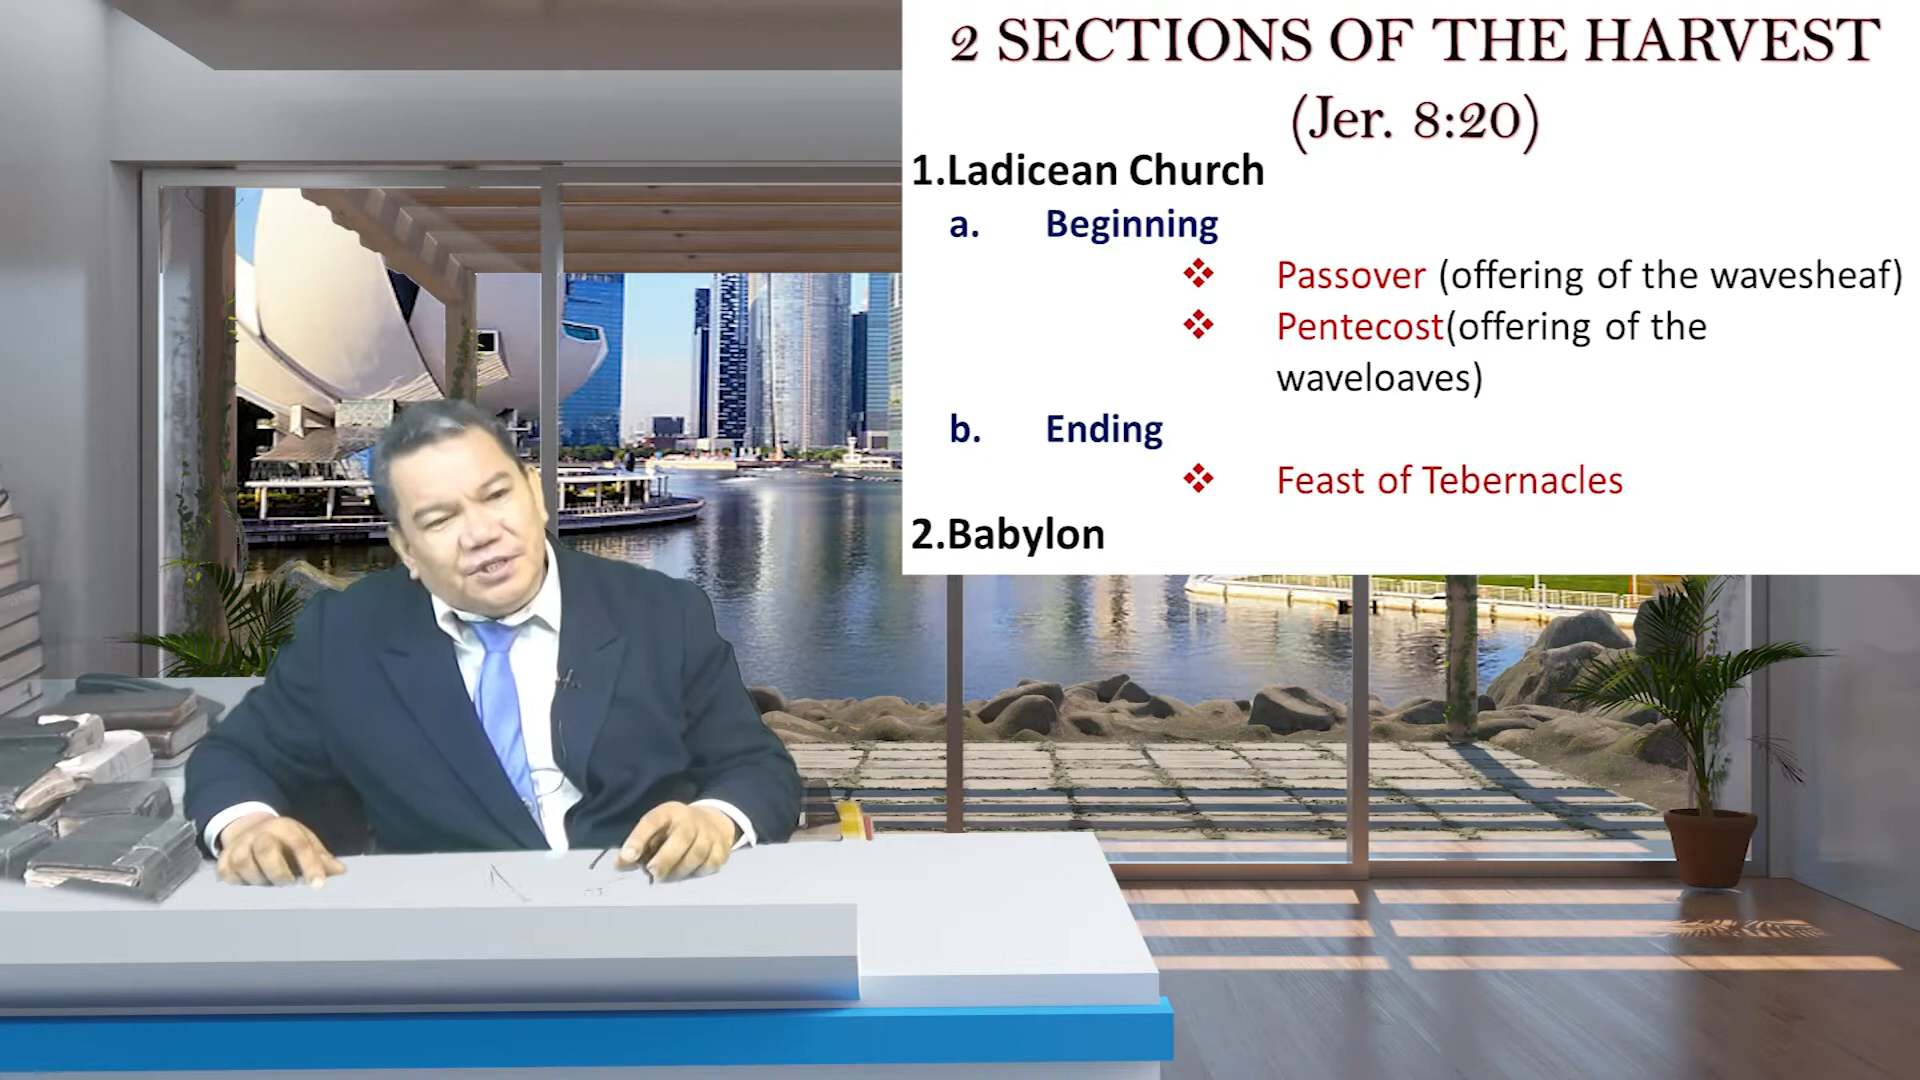 2 SECTIONS OF THE HARVEST
(Jer. 8:20)
1.Ladicean Church
a. Beginning
❖ Passover (offering of the wavesheaf)
❖ Pentecost(offering of the
waveloaves)
b. Ending
❖ Feast of Tebernacles
2.Babylon